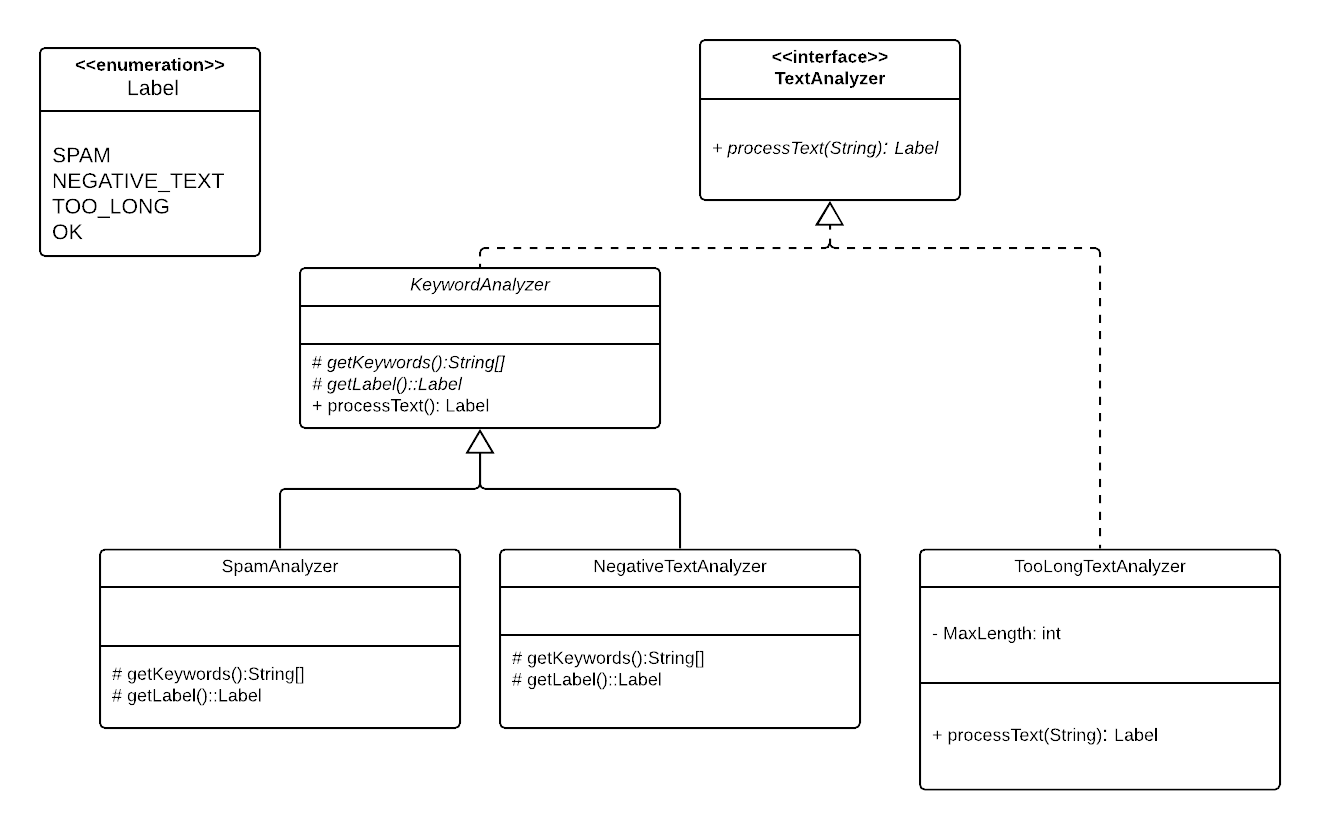 <<enumeration>>
Label
SPAM
NEGATIVE_TEXT
TOO_LONG
OK
<<interface>>
TextAnalyzer
+ processText(String): Label
KeywordAnalyzer
# getKeywords():String[]
# getLabel()::Label
+ processText(): Label
SpamAnalyzer
# getKeywords():String[]
# getLabel()::Label
NegativeTextAnalyzer
# getKeywords():String[]
# getLabel()::Label
TooLongTextAnalyzer
- MaxLength: int
+ processText(String): Label